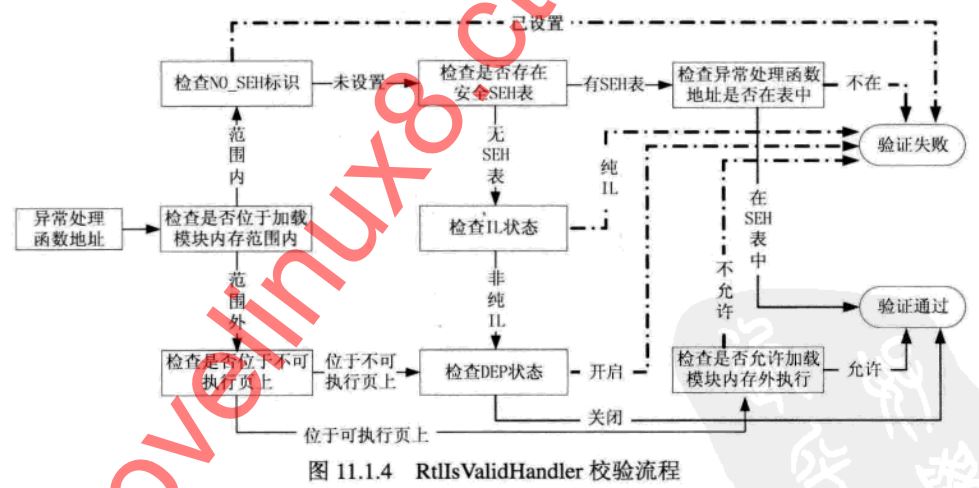 已设置
检查NO_SEH标识
未设置
检查是否存在
安全SEH表
有SEH表
检查异常处理函数
地址是否在表中
不在
验证失败
范围内
无SEH表
纯IL
在SEH表中
异常处理
函数地址
检查是否位于加载
模块内存范围内
检查IL状态
范围外
非纯IL
不允许
验证通过
检查是否位于不可
执行页上
位于不可
执行页上
检查DEP状态
开启
检查是否允许加载
模块内存外执行
允许
关闭
位于可执行页上
图 11.1.4 RtlIsValidHandler 校验流程
ovelinux8.c